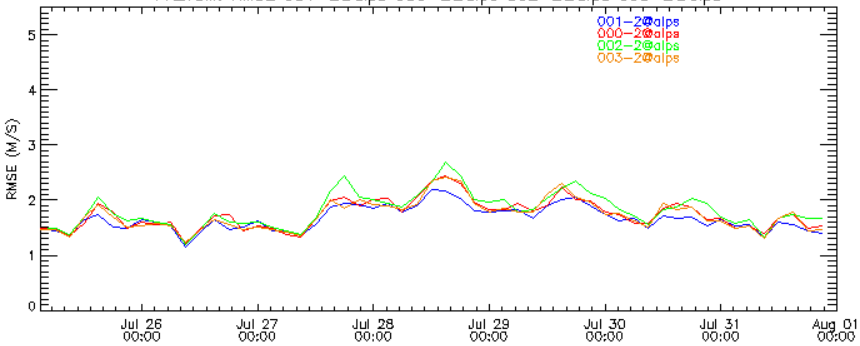 001-2@alps
000-2@alps
002-2@alps
003-2@alps
RMSE (M/S)
5
4
3
2
1
0
Jul 26 Jul 27 Jul 28 Jul 29 Jul 30 Jul 31 Aug 01
00:00 00:00 00:00 00:00 00:00 00:00 00:00